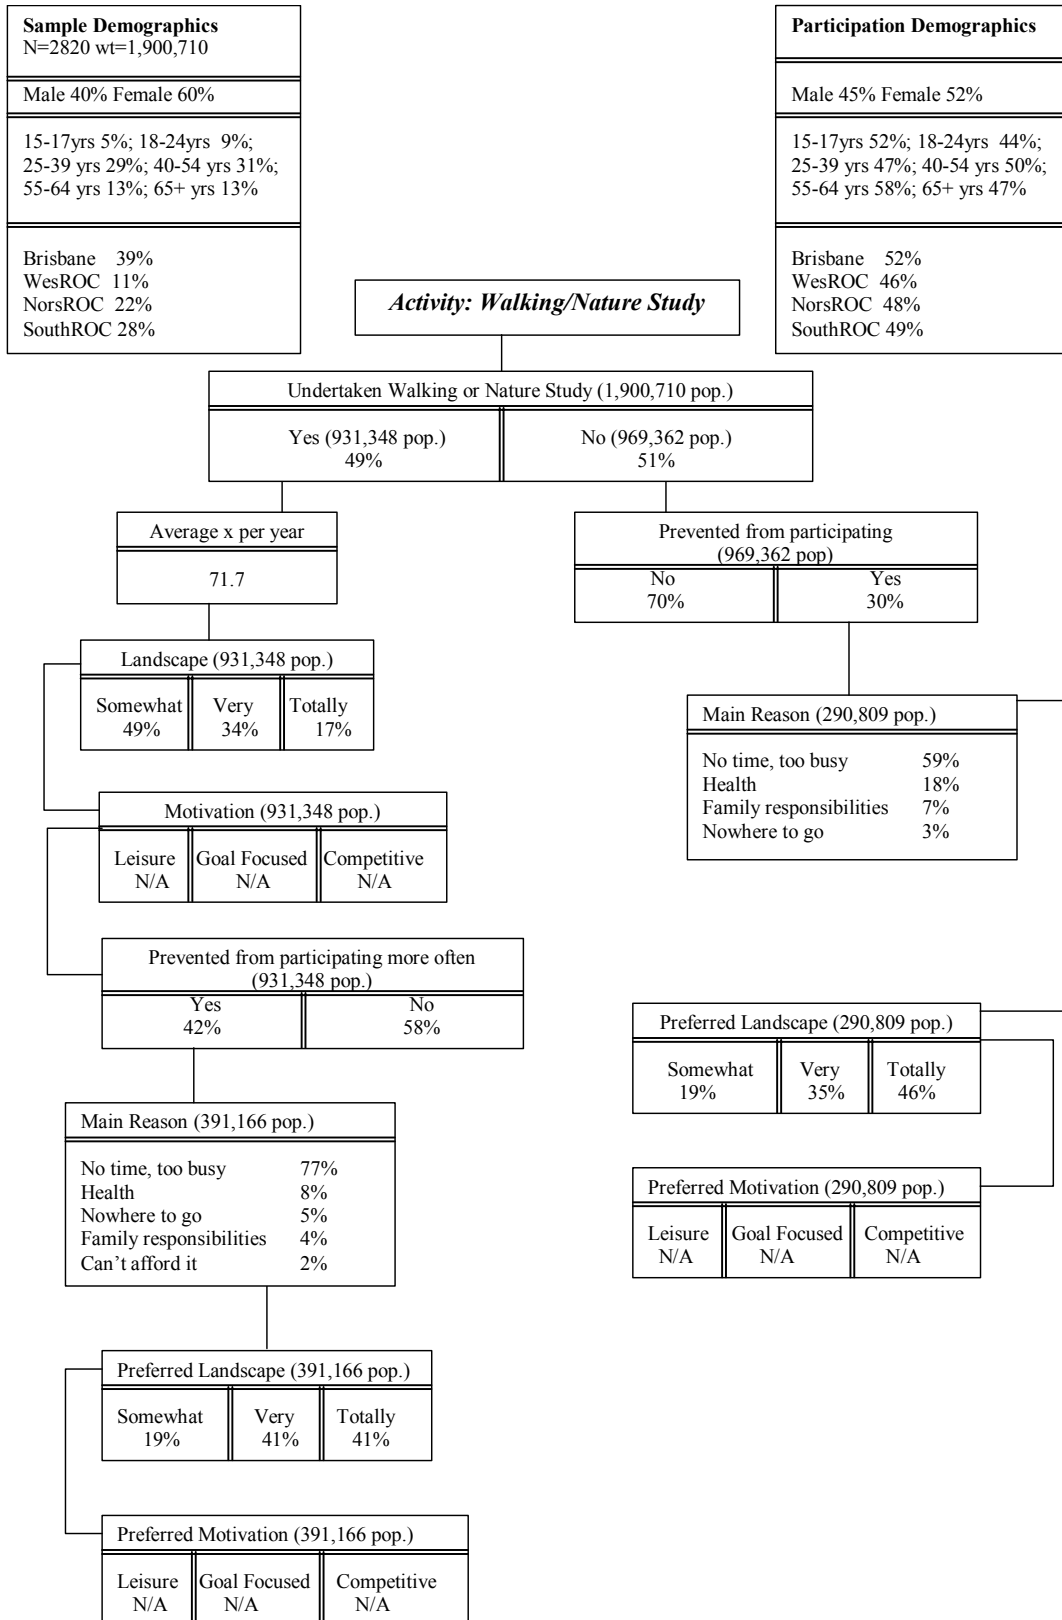 Sample Demographics
N=2820 wt=1,900,710
Male 40% Female 60%
15-17yrs 5%; 18-24yrs 9%;
25-39 yrs 29%; 40-54 yrs 31%;
55-64 yrs 13%; 65+ yrs 13%
Brisbane 39%
WesROC 11%
NorsROC 22%
SouthROC 28%
Participation Demographics
Male 45% Female 52%
15-17yrs 52%; 18-24yrs 44%;
25-39 yrs 47%; 40-54 yrs 50%;
55-64 yrs 58%; 65+ yrs 47%
Brisbane 52%
WesROC 46%
NorsROC 48%
SouthROC 49%
Activity: Walking/Nature Study
Undertaken Walking or Nature Study (1,900,710 pop.)
Yes (931,348 pop.)
49%
No (969,362 pop.)
51%
Average x per year
71.7
Prevented from participating
(969,362 pop)
No
70%
Yes
30%
Landscape (931,348 pop.)
Somewhat
49%
Very
34%
Totally
17%
Main Reason (290,809 pop.)
No time, too busy 59%
Health 18%
Family responsibilities 7%
Nowhere to go 3%
Motivation (931,348 pop.)
Leisure
N/A
Goal Focused
N/A
Competitive
N/A
Prevented from participating more often
(931,348 pop.)
Yes
42%
No
58%
Preferred Landscape (290,809 pop.)
Somewhat
19%
Very
35%
Totally
46%
Main Reason (391,166 pop.)
No time, too busy 77%
Health 8%
Nowhere to go 5%
Family responsibilities 4%
Can't afford it 2%
Preferred Motivation (290,809 pop.)
Leisure
N/A
Goal Focused
N/A
Competitive
N/A
Preferred Landscape (391,166 pop.)
Somewhat
19%
Very
41%
Totally
41%
Preferred Motivation (391,166 pop.)
Leisure
N/A
Goal Focused
N/A
Competitive
N/A